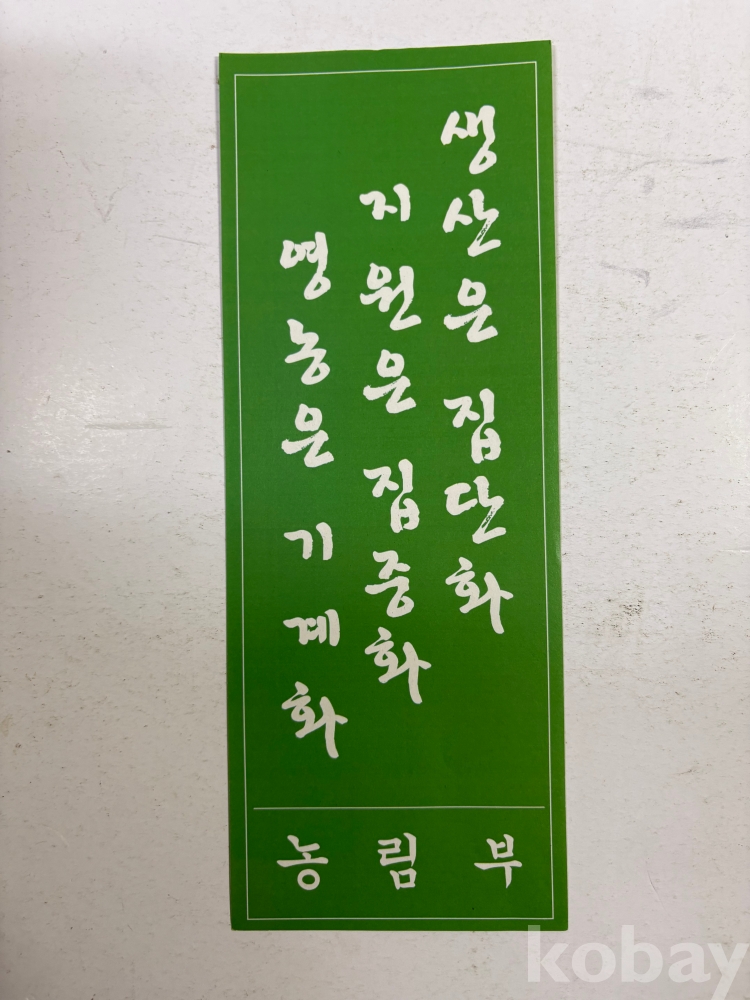 생산은 집단화
지원은 집중화
영농은 기계화
농림부
kobay